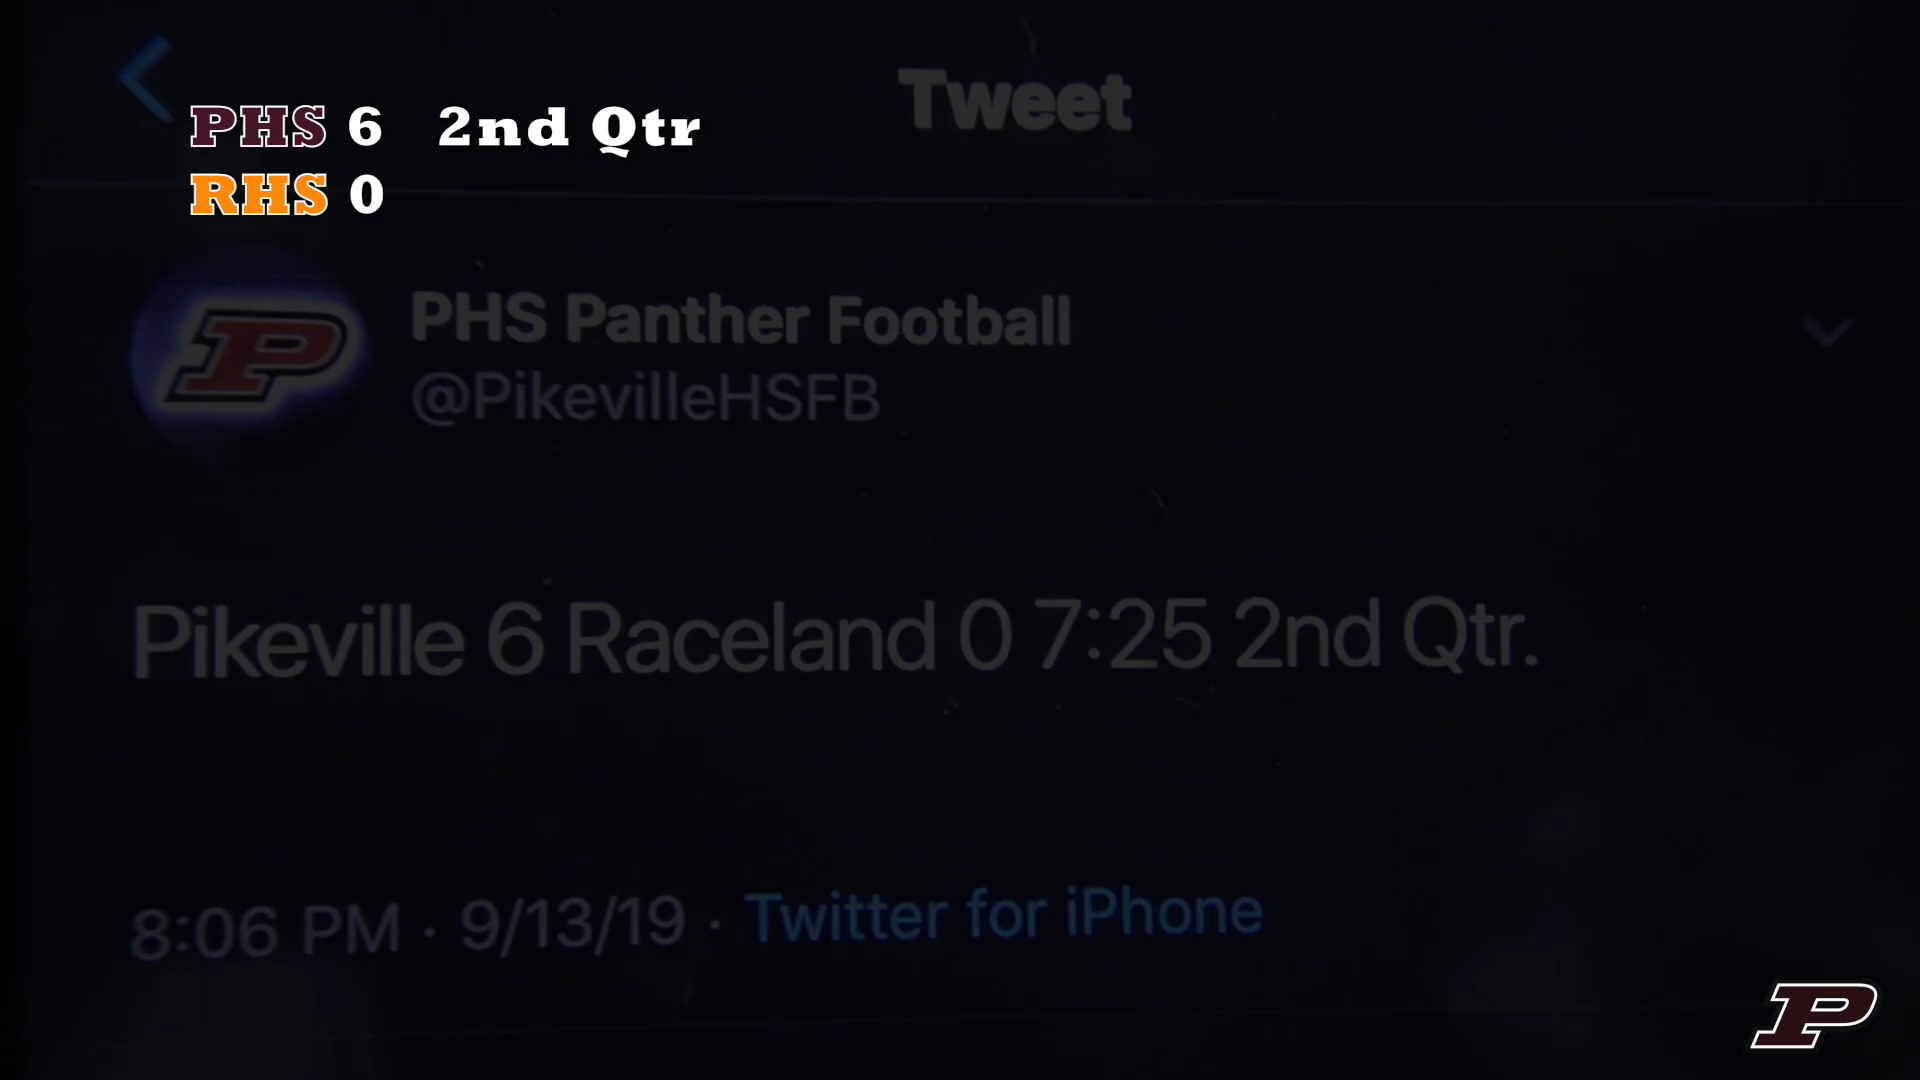 Tweet
PHS 6 2nd Qtr
RHS 0
P
PHS Panther Football
@PikevilleHSFB
Pikeville 6 Raceland 0 7:25 2nd Qtr.
8:06 PM · 9/13/19 · Twitter for iPhone
P